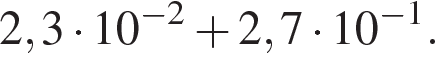 2,3 · 10⁻² + 2,7 · 10⁻¹.